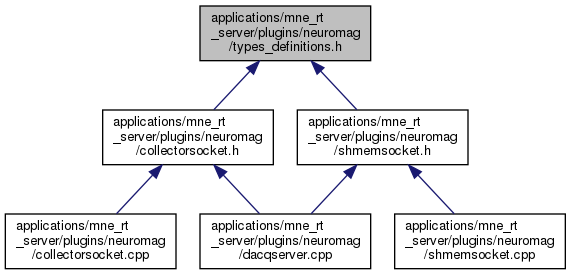 applications/mne_rt
_server/plugins/neuromag
/types_definitions.h
applications/mne_rt
_server/plugins/neuromag
/collectorsocket.h
applications/mne_rt
_server/plugins/neuromag
/shmemsocket.h
applications/mne_rt
_server/plugins/neuromag
/collectorsocket.cpp
applications/mne_rt
_server/plugins/neuromag
/dacqserver.cpp
applications/mne_rt
_server/plugins/neuromag
/shmemsocket.cpp